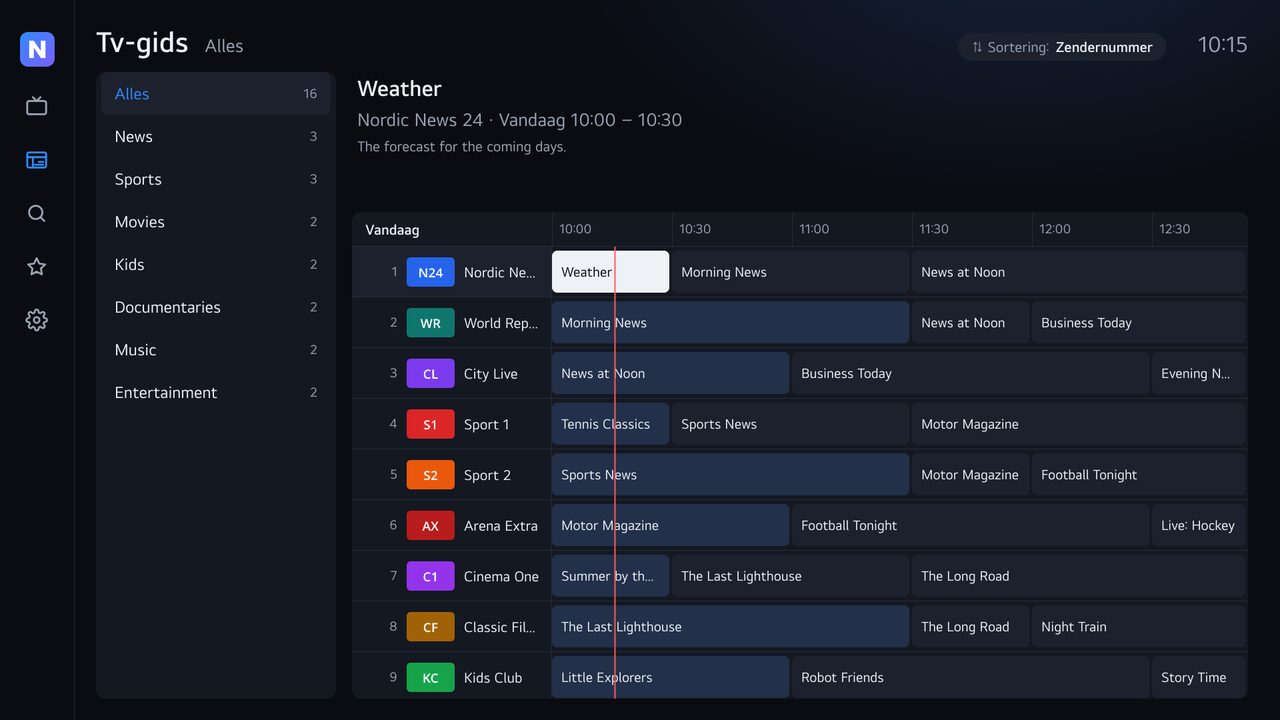 N
Tv-gids Alles
Sortering: Zendernummer
10:15
Alles 16
News 3
Sports 3
Movies 2
Kids 2
Documentaries 2
Music 2
Entertainment 2
Weather
Nordic News 24 · Vandaag 10:00 – 10:30
The forecast for the coming days.
Vandaag 10:00 10:30 11:00 11:30 12:00 12:30
1 N24 Nordic Ne... Weather Morning News News at Noon
2 WR World Rep... Morning News News at Noon Business Today
3 CL City Live News at Noon Business Today Evening N...
4 S1 Sport 1 Tennis Classics Sports News Motor Magazine
5 S2 Sport 2 Sports News Motor Magazine Football Tonight
6 AX Arena Extra Motor Magazine Football Tonight Live: Hockey
7 C1 Cinema One Summer by th... The Last Lighthouse The Long Road
8 CF Classic Fil... The Last Lighthouse The Long Road Night Train
9 KC Kids Club Little Explorers Robot Friends Story Time